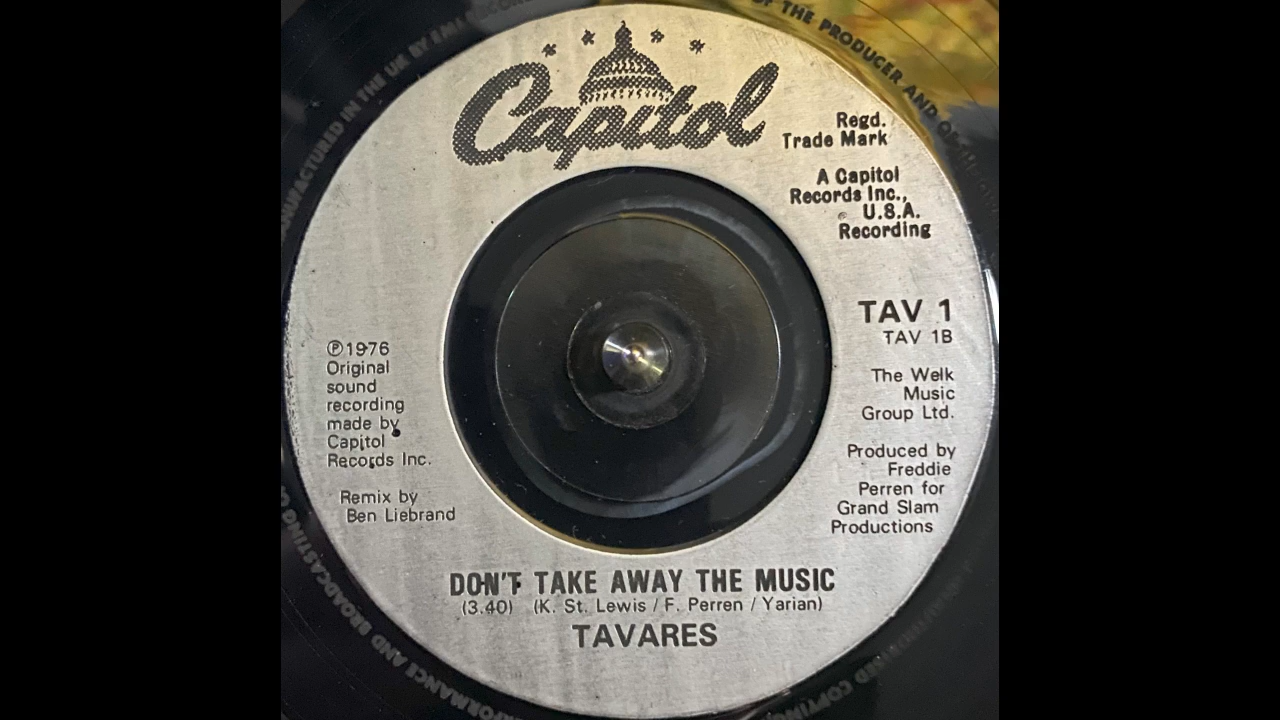 MANUFACTURED IN THE UK BY EMI
OF THE PRODUCER AND OF
Capitol
Regd.
Trade Mark
A Capitol
Records Inc.,
U.S.A.
Recording
TAV 1
TAV 1B
The Welk
Music
Group Ltd.
Produced by
Freddie
Perren for
Grand Slam
Productions
℗1976
Original
sound
recording
made by
Capitol
Records Inc.
Remix by
Ben Liebrand
DON'T TAKE AWAY THE MUSIC
(3.40) (K. St. Lewis / F. Perren / Yarian)
TAVARES
PERFORMANCE AND BROADCASTING